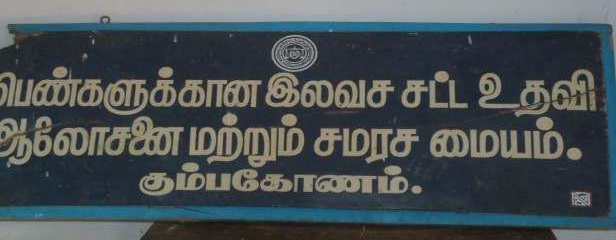 பெண்களுக்கான இலவச சட்ட உதவி
ஆலோசனை மற்றும் சமரச மையம்.
கும்பகோணம்.